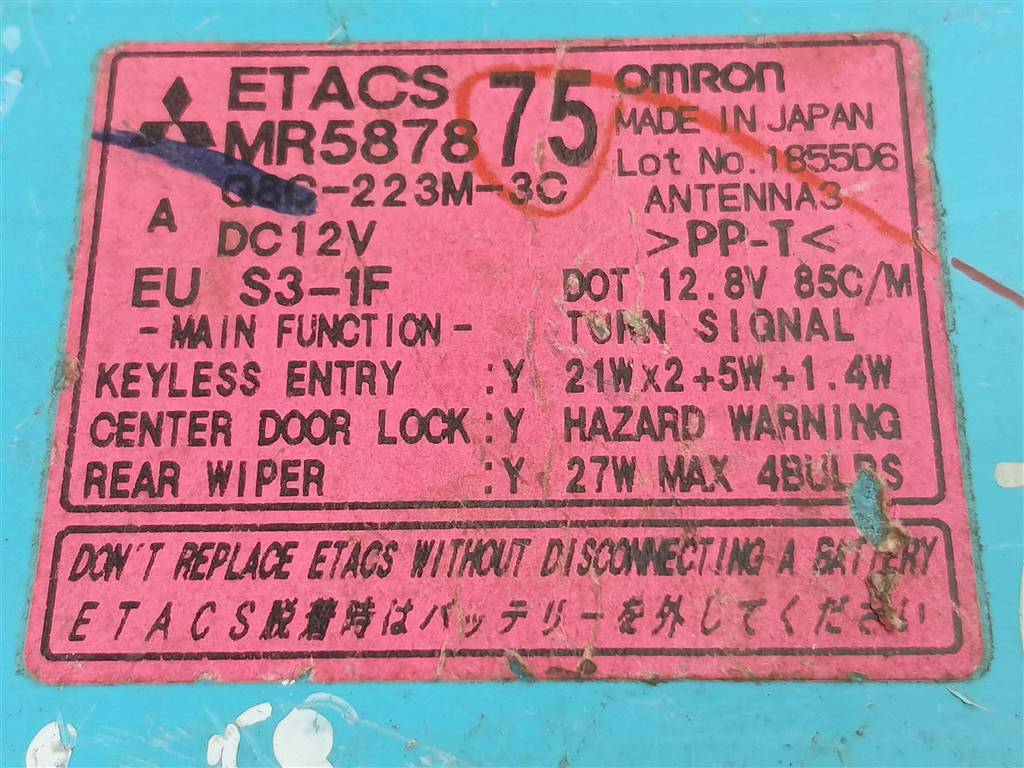 ETACS 75 OMRON
MR5878 MADE IN JAPAN
Lot No. 1855D6
-223M-3C ANTENNA3
A
DC12V >PP-T<
EU S3-1F DOT 12.8V 85C/M
- MAIN FUNCTION - TURN SIGNAL
KEYLESS ENTRY :Y 21W×2+5W+1.4W
CENTER DOOR LOCK :Y HAZARD WARNING
REAR WIPER :Y 27W MAX 4BULBS
DON'T REPLACE ETACS WITHOUT DISCONNECTING A BATTERY
ETACS脱着時はバッテリーを外してください